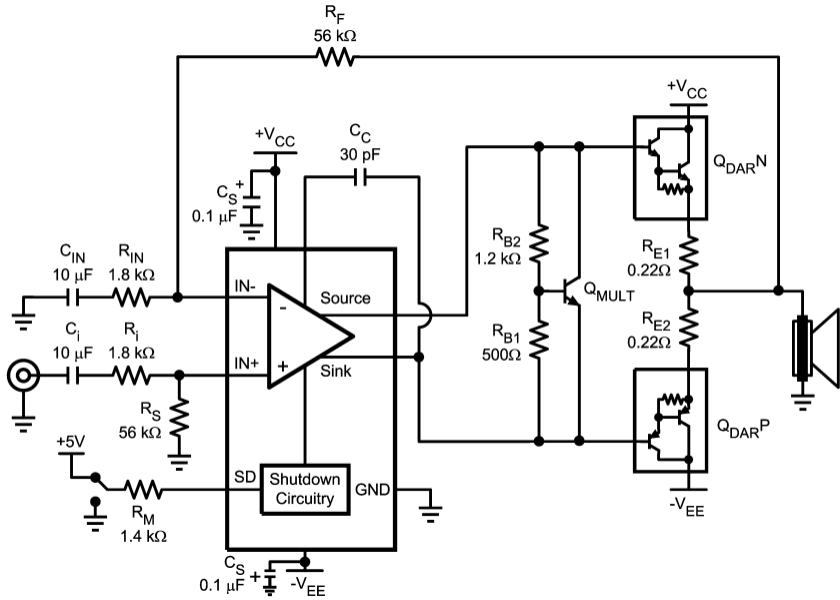 RF
56 kΩ
+VCC
+VCC
CC
30 pF
QDARN
CS +
0.1 µF
CIN
10 µF
RIN
1.8 kΩ
RB2
1.2 kΩ
RE1
0.22Ω
IN-
Source
-
QMULT
Ci
10 µF
Ri
1.8 kΩ
RB1
500Ω
RE2
0.22Ω
IN+
+
Sink
RS
56 kΩ
QDARP
+5V
SD
Shutdown
Circuitry
GND
RM
1.4 kΩ
-VEE
CS
0.1 µF +
-VEE